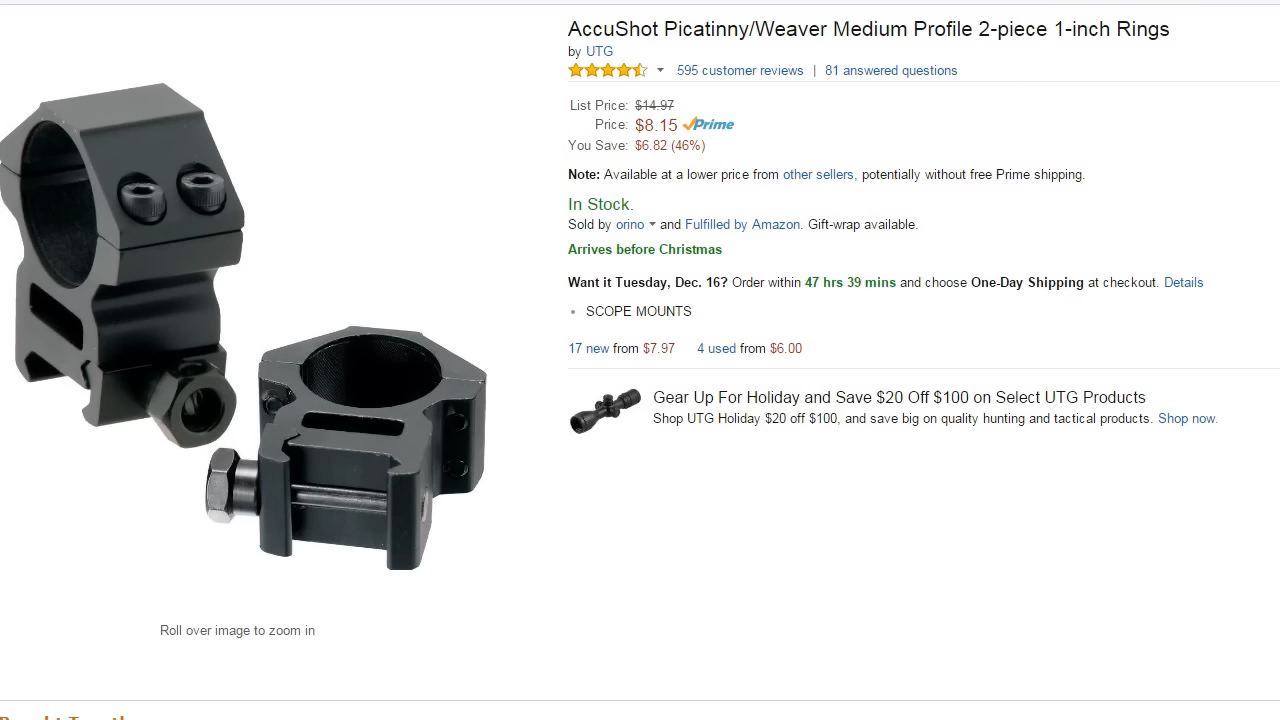 AccuShot Picatinny/Weaver Medium Profile 2-piece 1-inch Rings
by UTG
595 customer reviews | 81 answered questions
List Price: $14.97
Price: $8.15 Prime
You Save: $6.82 (46%)
Note: Available at a lower price from other sellers, potentially without free Prime shipping.
In Stock.
Sold by orino and Fulfilled by Amazon. Gift-wrap available.
Arrives before Christmas
Want it Tuesday, Dec. 16? Order within 47 hrs 39 mins and choose One-Day Shipping at checkout. Details
• SCOPE MOUNTS
17 new from $7.97 4 used from $6.00
Gear Up For Holiday and Save $20 Off $100 on Select UTG Products
Shop UTG Holiday $20 off $100, and save big on quality hunting and tactical products. Shop now.
Roll over image to zoom in